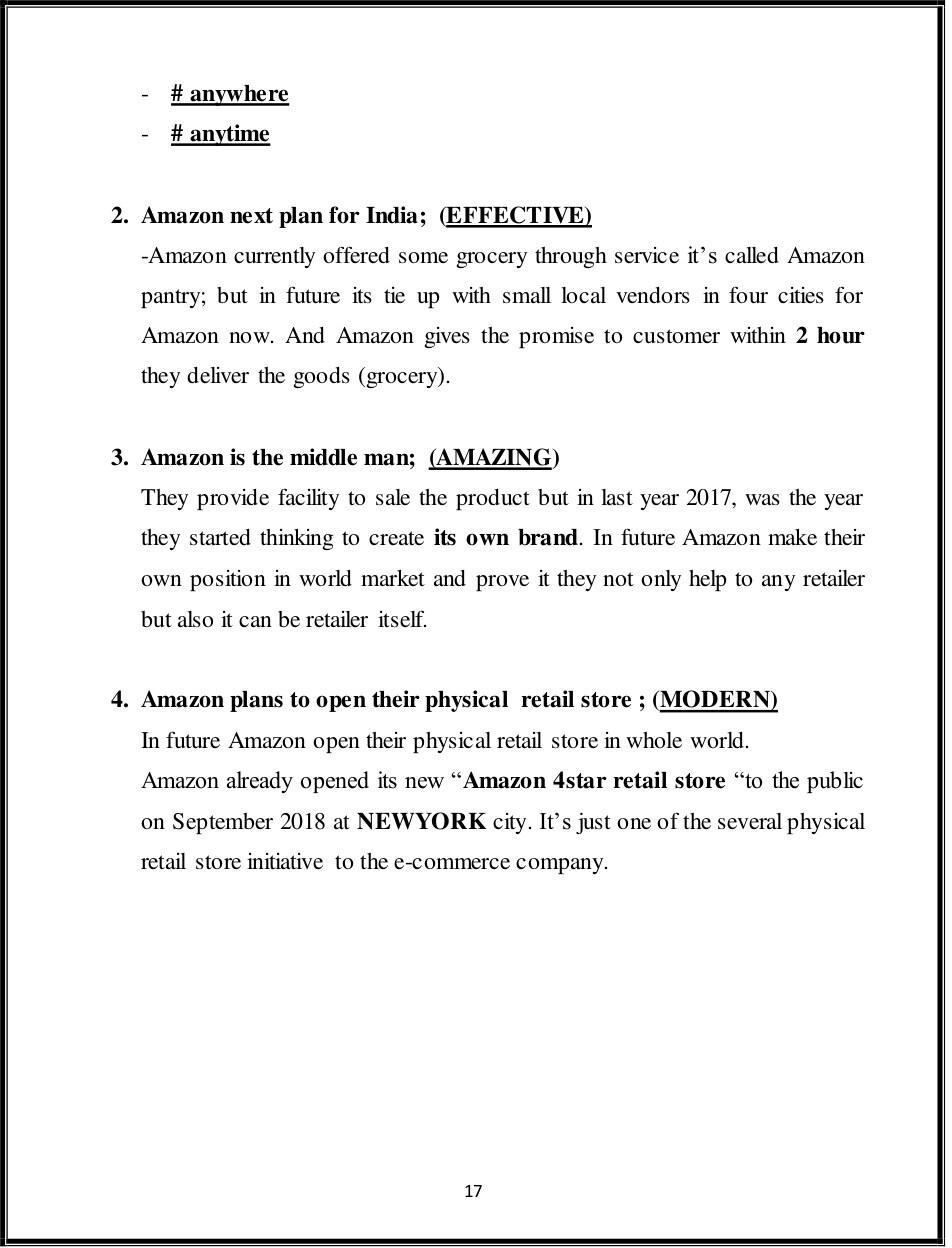 - # anywhere
- # anytime
2. Amazon next plan for India; (EFFECTIVE)
-Amazon currently offered some grocery through service it’s called Amazon
pantry; but in future its tie up with small local vendors in four cities for
Amazon now. And Amazon gives the promise to customer within 2 hour
they deliver the goods (grocery).
3. Amazon is the middle man; (AMAZING)
They provide facility to sale the product but in last year 2017, was the year
they started thinking to create its own brand. In future Amazon make their
own position in world market and prove it they not only help to any retailer
but also it can be retailer itself.
4. Amazon plans to open their physical retail store ; (MODERN)
In future Amazon open their physical retail store in whole world.
Amazon already opened its new “Amazon 4star retail store “to the public
on September 2018 at NEWYORK city. It’s just one of the several physical
retail store initiative to the e-commerce company.
17